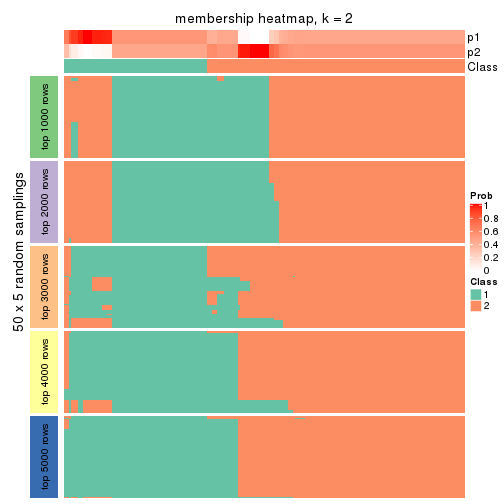 membership heatmap, k = 2
p1
p2
Class
50 x 5 random samplings
top 1000 rows
top 2000 rows
top 3000 rows
top 4000 rows
top 5000 rows
Prob
1
0.8
0.6
0.4
0.2
0
Class
1
2